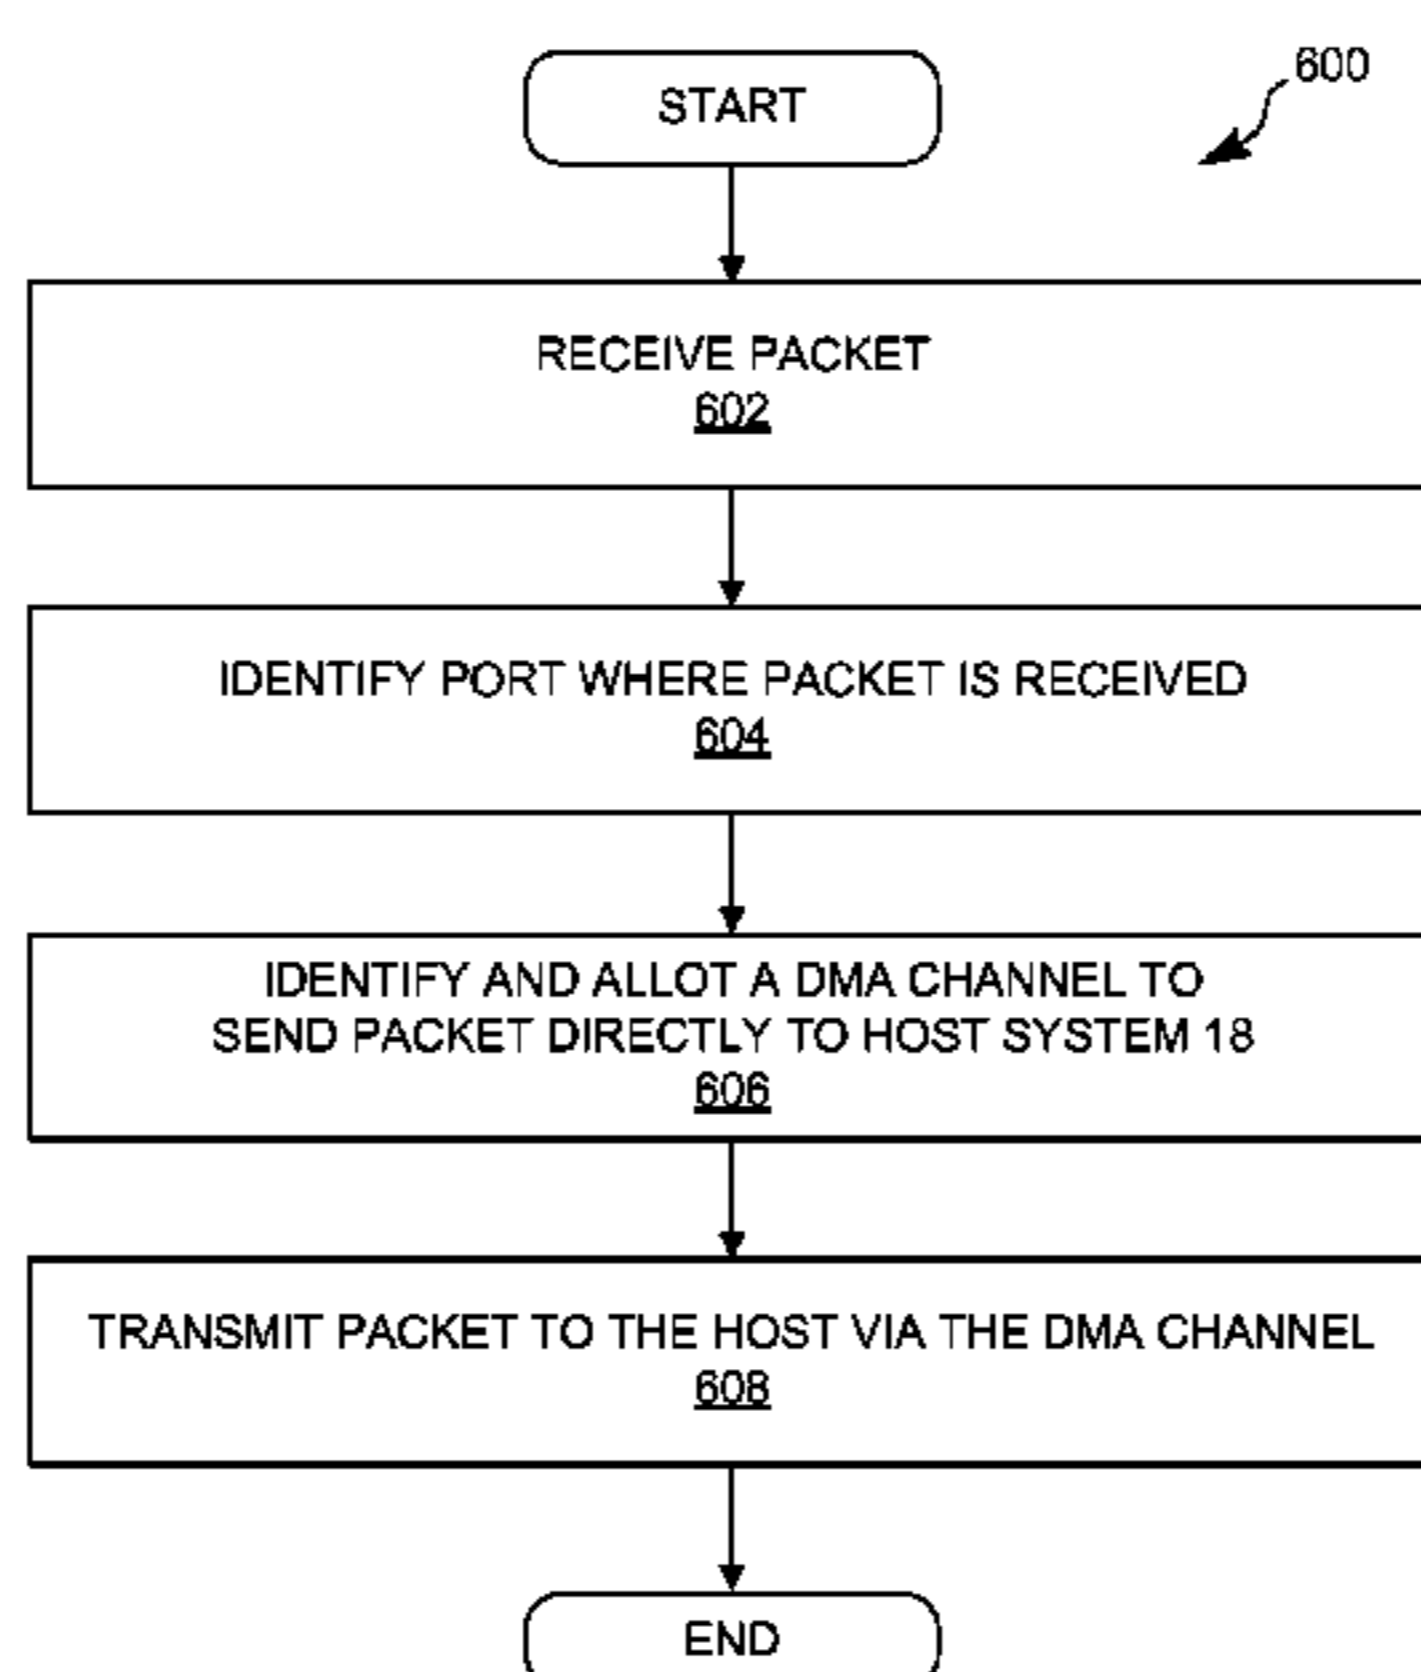 600
START
RECEIVE PACKET
602
IDENTIFY PORT WHERE PACKET IS RECEIVED
604
IDENTIFY AND ALLOT A DMA CHANNEL TO
SEND PACKET DIRECTLY TO HOST SYSTEM 18
606
TRANSMIT PACKET TO THE HOST VIA THE DMA CHANNEL
608
END